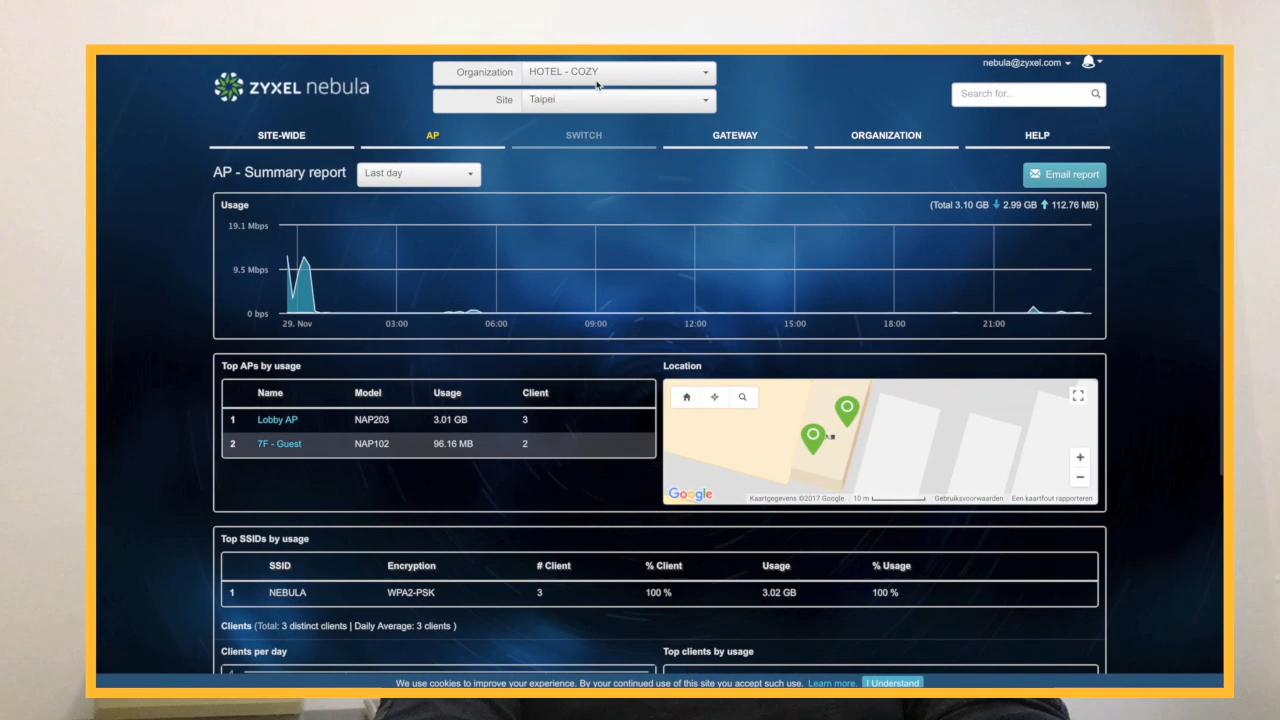 nebula@zyxel.com
Organization HOTEL - COZY
ZYXEL nebula
Site Taipei
Search for...
SITE-WIDE AP SWITCH GATEWAY ORGANIZATION HELP
AP - Summary report Last day Email report
Usage (Total 3.10 GB 2.99 GB 112.76 MB)
19.1 Mbps
9.5 Mbps
0 bps
29. Nov 03:00 06:00 09:00 12:00 15:00 18:00 21:00
Top APs by usage Location
Name Model Usage Client
1 Lobby AP NAP203 3.01 GB 3
2 7F - Guest NAP102 96.16 MB 2
Google Kaartgegevens ©2017 Google 10 m Gebruiksvoorwaarden Een kaartfout rapporteren
Top SSIDs by usage
SSID Encryption # Client % Client Usage % Usage
1 NEBULA WPA2-PSK 3 100 % 3.02 GB 100 %
Clients (Total: 3 distinct clients | Daily Average: 3 clients )
Clients per day Top clients by usage
We use cookies to improve your experience. By your continued use of this site you accept such use. Learn more. I Understand